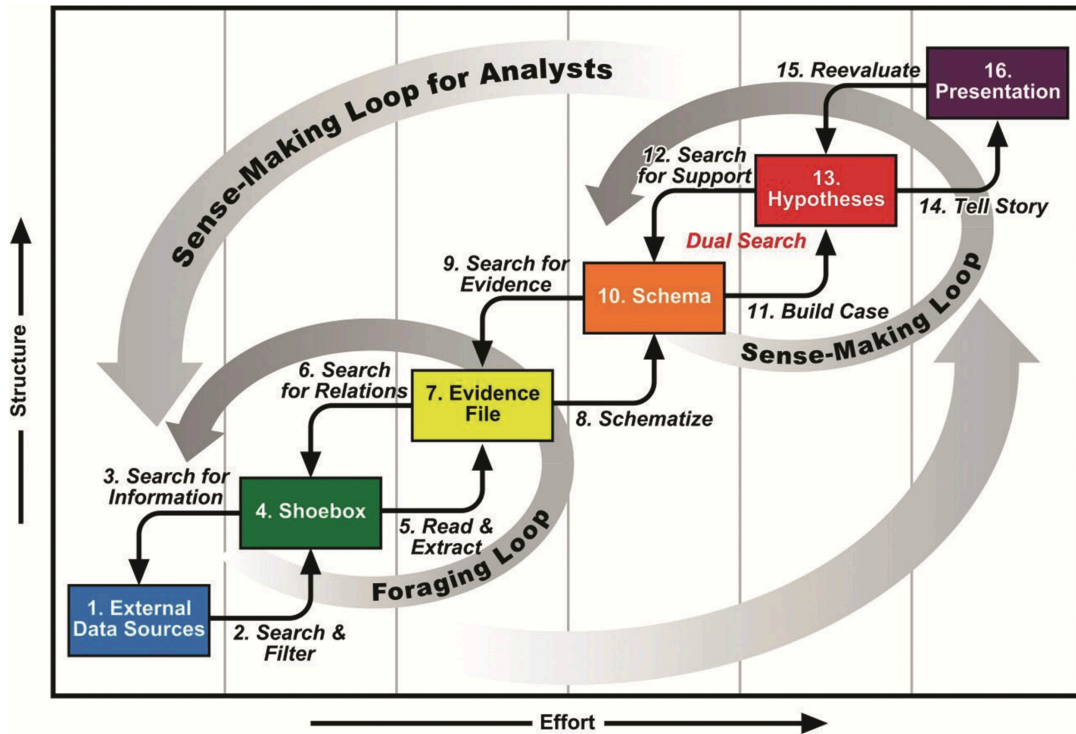 Sense-Making Loop for Analysts
15. Reevaluate
16.
Presentation
12. Search
for Support
13.
Hypotheses
14. Tell Story
Dual Search
9. Search for
Evidence
10. Schema
11. Build Case
Sense-Making Loop
6. Search
for Relations
7. Evidence
File
8. Schematize
3. Search for
Information
4. Shoebox
5. Read &
Extract
Foraging Loop
1. External
Data Sources
2. Search &
Filter
Structure
Effort